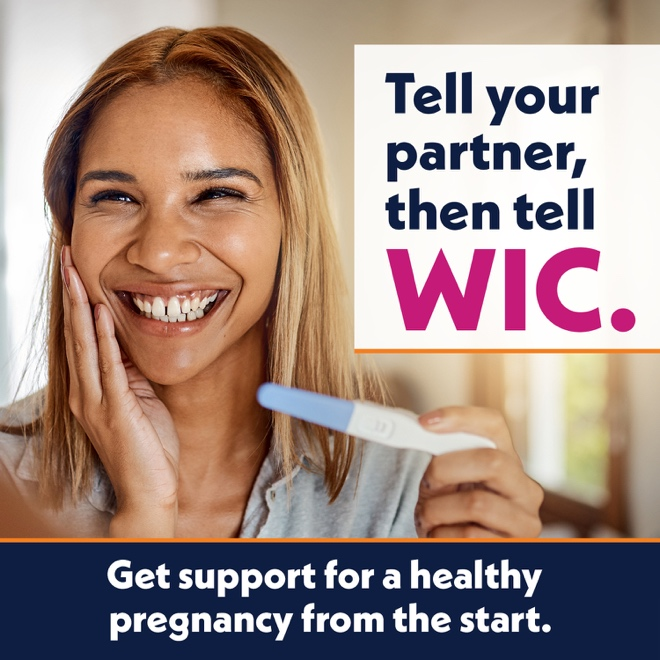 Tell your
partner,
then tell
WIC.
Get support for a healthy
pregnancy from the start.